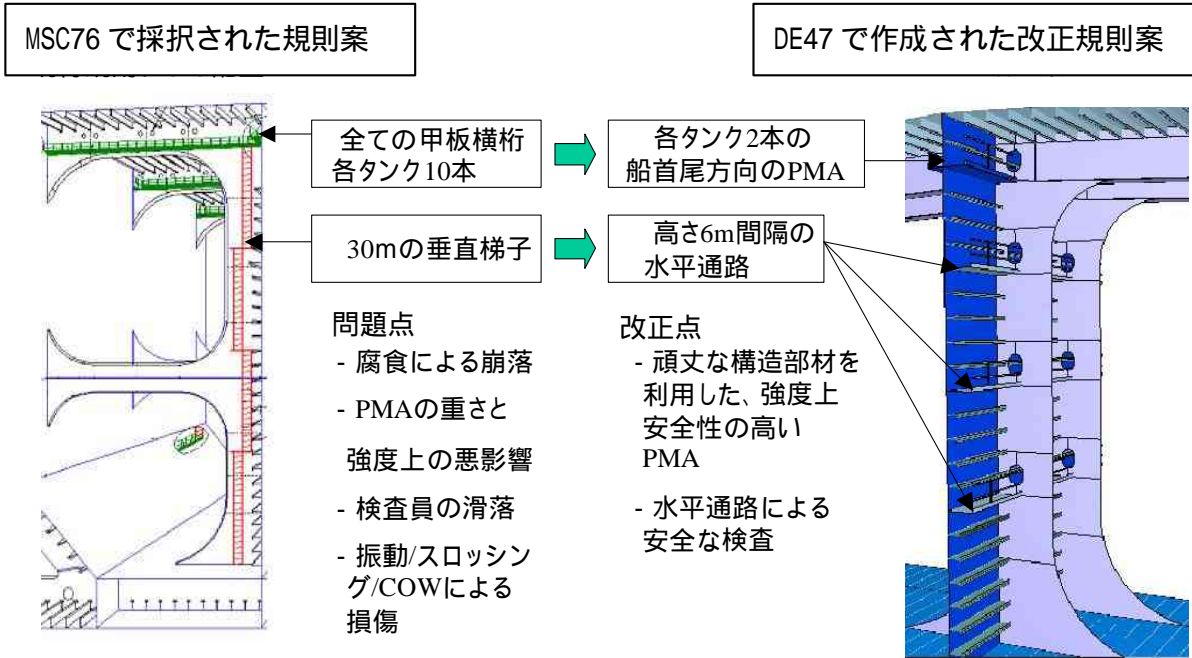 MSC76 で採択された規則案
DE47 で作成された改正規則案
全ての甲板横桁
各タンク10本
各タンク2本の
船首尾方向のPMA
30mの垂直梯子
高さ6m間隔の
水平通路
問題点
- 腐食による崩落
- PMAの重さと
強度上の悪影響
- 検査員の滑落
- 振動/スロッシン
グ/COWによる
損傷
改正点
- 頑丈な構造部材を
利用した、強度上
安全性の高い
PMA
- 水平通路による
安全な検査